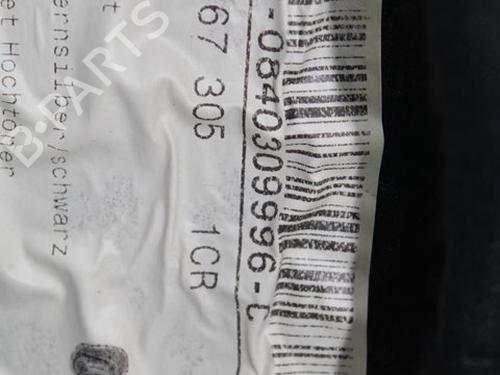 -0840309996-C
67 305 1CR
t
ernsilber/schwarz
et Hochtöner
B-PARTS